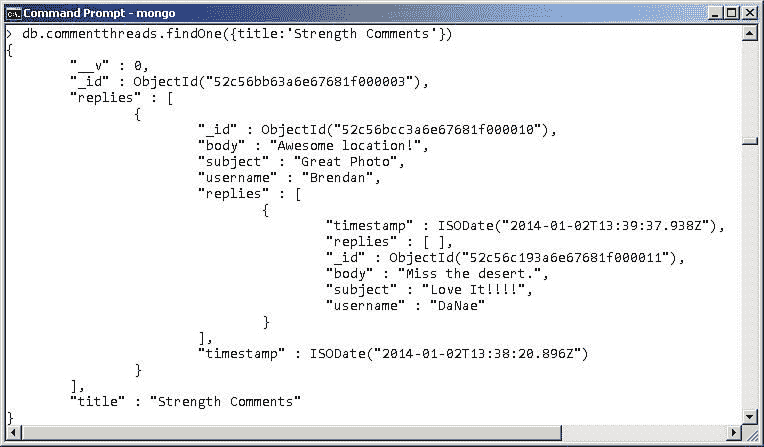 Command Prompt - mongo
> db.commentthreads.findOne({title:'Strength Comments'})
{
        "__v" : 0,
        "_id" : ObjectId("52c56bb63a6e67681f000003"),
        "replies" : [
                {
                        "_id" : ObjectId("52c56bcc3a6e67681f000010"),
                        "body" : "Awesome location!",
                        "subject" : "Great Photo",
                        "username" : "Brendan",
                        "replies" : [
                                {
                                        "timestamp" : ISODate("2014-01-02T13:39:37.938Z"),
                                        "replies" : [ ],
                                        "_id" : ObjectId("52c56c193a6e67681f000011"),
                                        "body" : "Miss the desert.",
                                        "subject" : "Love It!!!!",
                                        "username" : "DaNae"
                                }
                        ],
                        "timestamp" : ISODate("2014-01-02T13:38:20.896Z")
                }
        ],
        "title" : "Strength Comments"
}